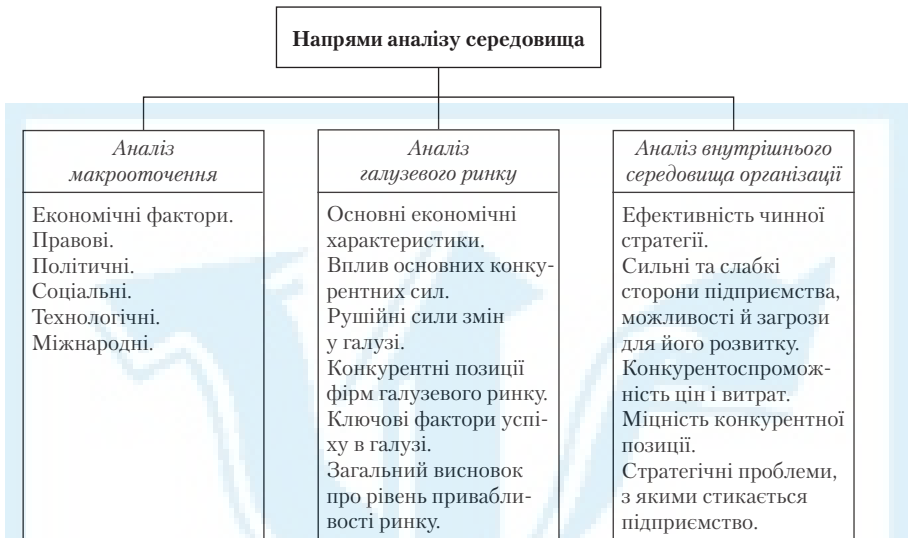 Напрями аналізу середовища
Аналіз
макрооточення
Економічні фактори.
Правові.
Політичні.
Соціальні.
Технологічні.
Міжнародні.
Аналіз
галузевого ринку
Основні економічні
характеристики.
Вплив основних конку-
рентних сил.
Рушійні сили змін
у галузі.
Конкурентні позиції
фірм галузевого ринку.
Ключові фактори успі-
ху в галузі.
Загальний висновок
про рівень привабли-
вості ринку.
Аналіз внутрішнього
середовища організації
Ефективність чинної
стратегії.
Сильні та слабкі
сторони підприємства,
можливості й загрози
для його розвитку.
Конкурентоспромож-
ність цін і витрат.
Міцність конкурентної
позиції.
Стратегічні проблеми,
з якими стикається
підприємство.